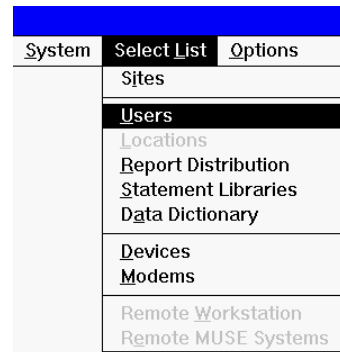 System Select List Options
Sites
Users
Locations
Report Distribution
Statement Libraries
Data Dictionary
Devices
Modems
Remote Workstation
Remote MUSE Systems